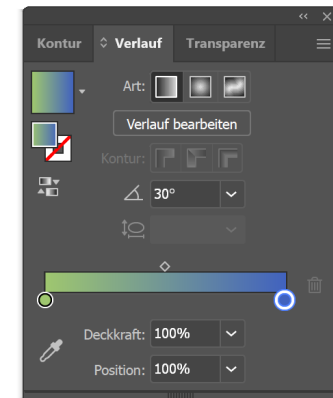 Kontur Verlauf Transparenz
Art:
Verlauf bearbeiten
Kontur:
30°
Deckkraft: 100%
Position: 100%